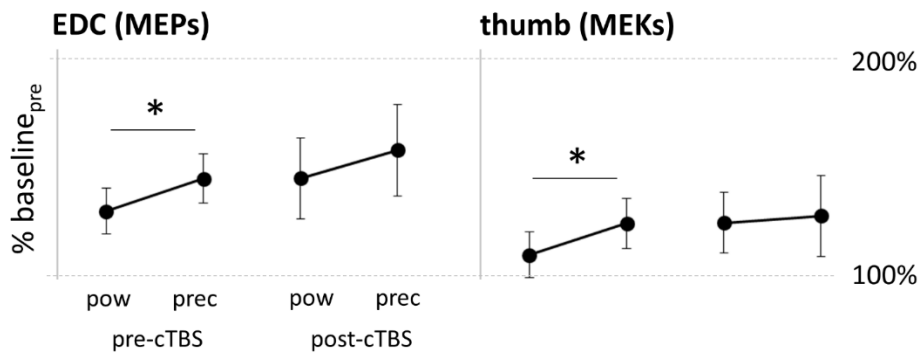 EDC (MEPs)
thumb (MEKs)
200%
*
*
% baselinepre
100%
pow prec pow prec
pre-cTBS post-cTBS